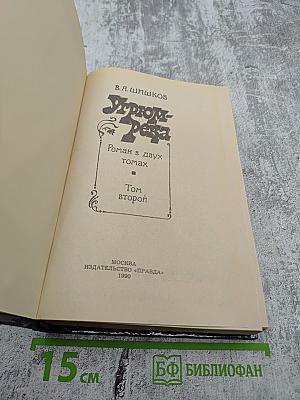 В. Я. ШИШКОВ
Угрюм-
река
Роман в двух
томах
Том
второй
МОСКВА
ИЗДАТЕЛЬСТВО «ПРАВДА»
1990
15 см
БФ БИБЛИОФАН